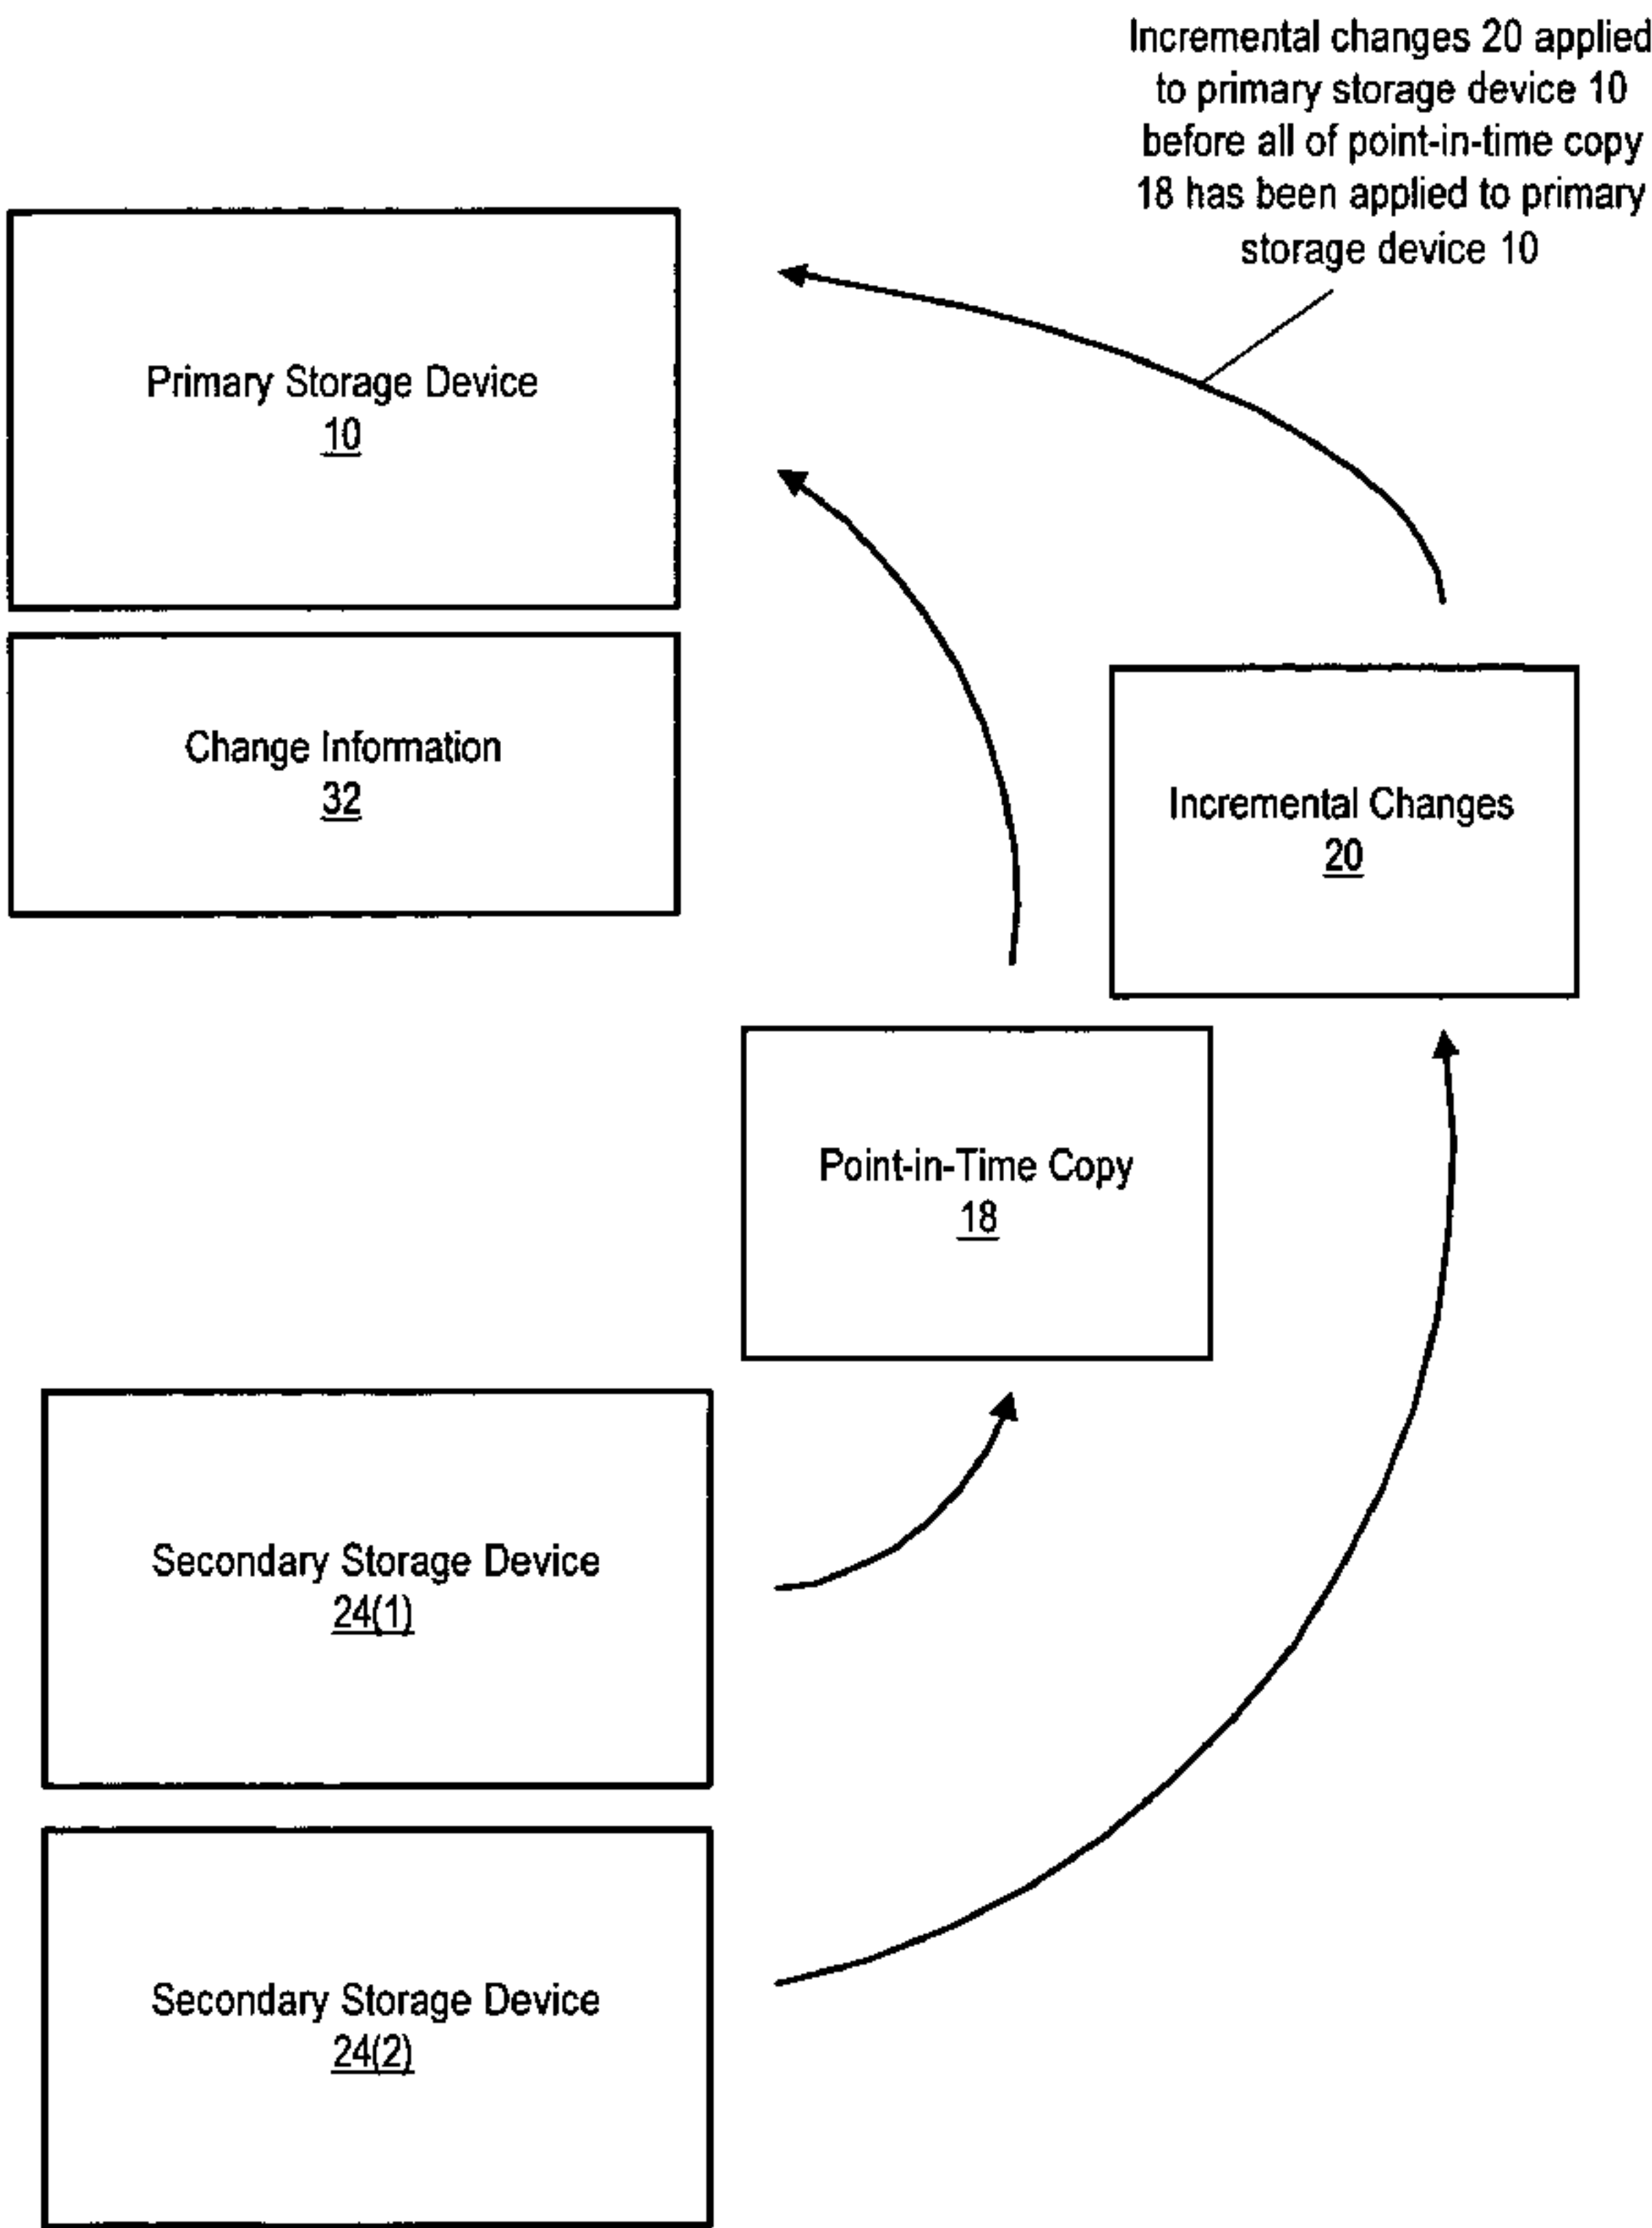 Incremental changes 20 applied
to primary storage device 10
before all of point-in-time copy
18 has been applied to primary
storage device 10
Primary Storage Device
10
Change Information
32
Incremental Changes
20
Point-in-Time Copy
18
Secondary Storage Device
24(1)
Secondary Storage Device
24(2)